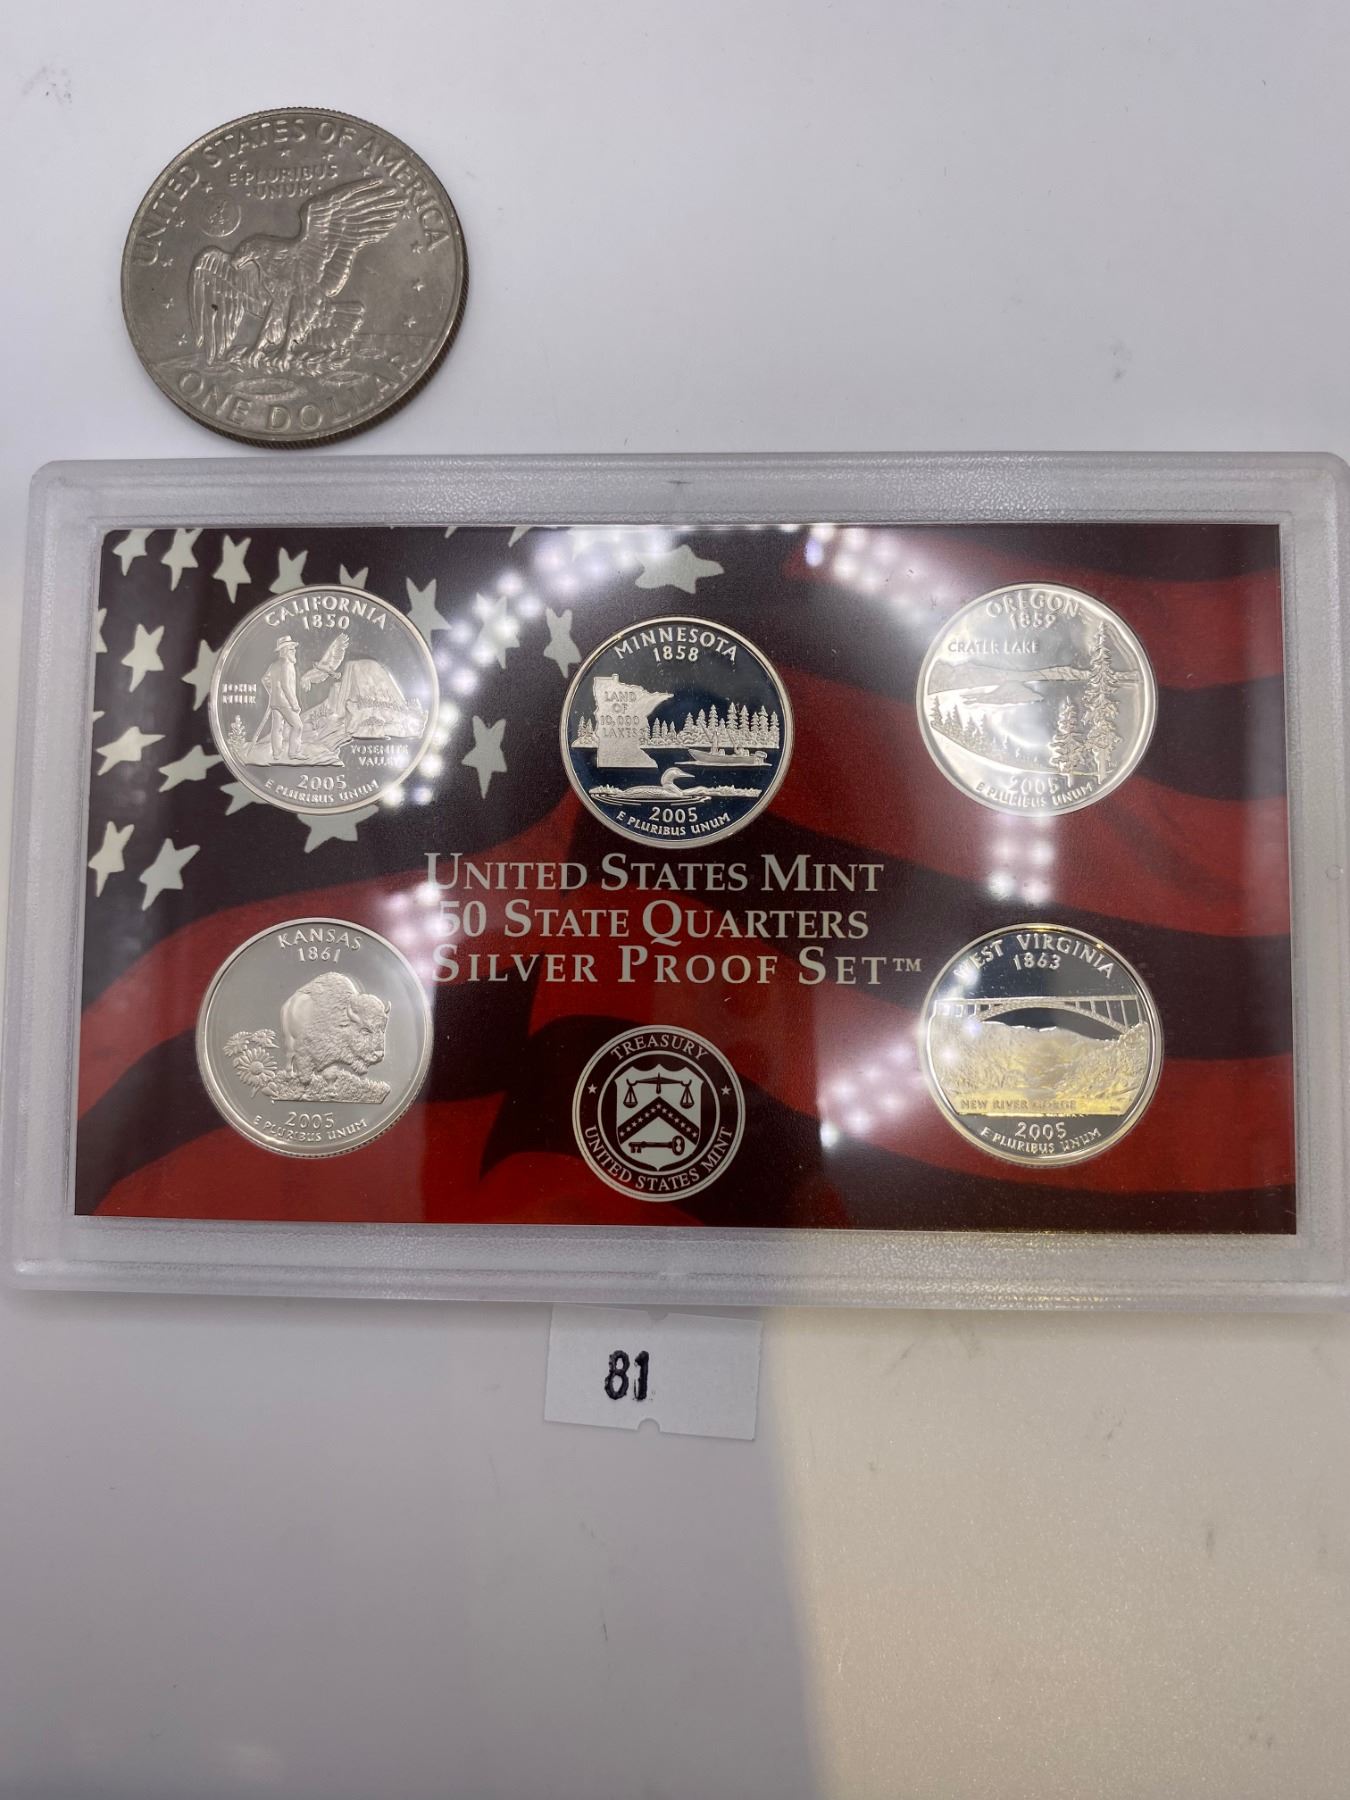 UNITED STATES OF AMERICA
E·PLURIBUS
·UNUM·
ONE DOLLAR
CALIFORNIA
1850
JOHN
MUIR
YOSEMITE
VALLEY
2005
E PLURIBUS UNUM
MINNESOTA
1858
LAND
OF
10,000
LAKES
2005
E PLURIBUS UNUM
OREGON
1859
CRATER LAKE
2005
E PLURIBUS UNUM
UNITED STATES MINT
50 STATE QUARTERS
SILVER PROOF SET™
KANSAS
1861
2005
E PLURIBUS UNUM
TREASURY
UNITED STATES MINT
WEST VIRGINIA
1863
NEW RIVER GORGE
2005
E PLURIBUS UNUM
81